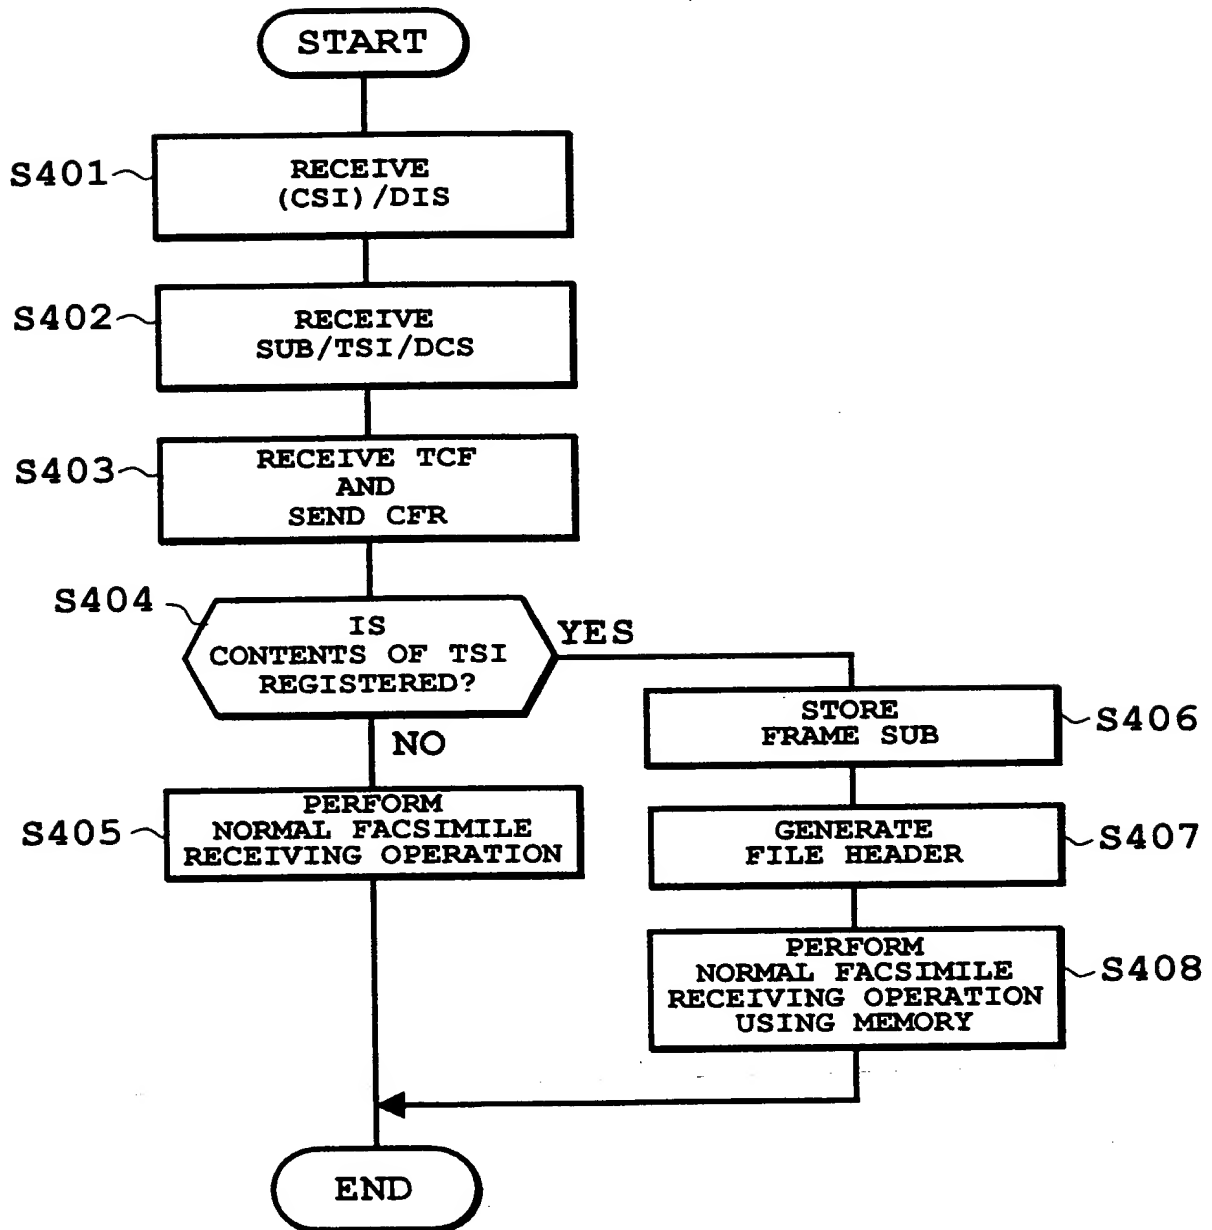 START
S401
RECEIVE
(CSI)/DIS
S402
RECEIVE
SUB/TSI/DCS
S403
RECEIVE TCF
AND
SEND CFR
S404
IS
CONTENTS OF TSI
REGISTERED?
YES
NO
S405
PERFORM
NORMAL FACSIMILE
RECEIVING OPERATION
STORE
FRAME SUB
S406
GENERATE
FILE HEADER
S407
PERFORM
NORMAL FACSIMILE
RECEIVING OPERATION
USING MEMORY
S408
END